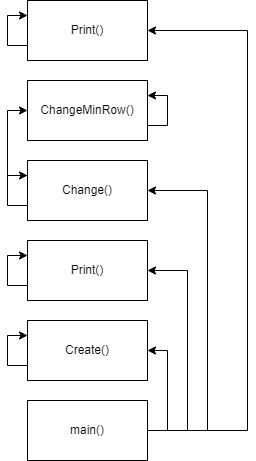 Print()
ChangeMinRow()
Change()
Print()
Create()
main()